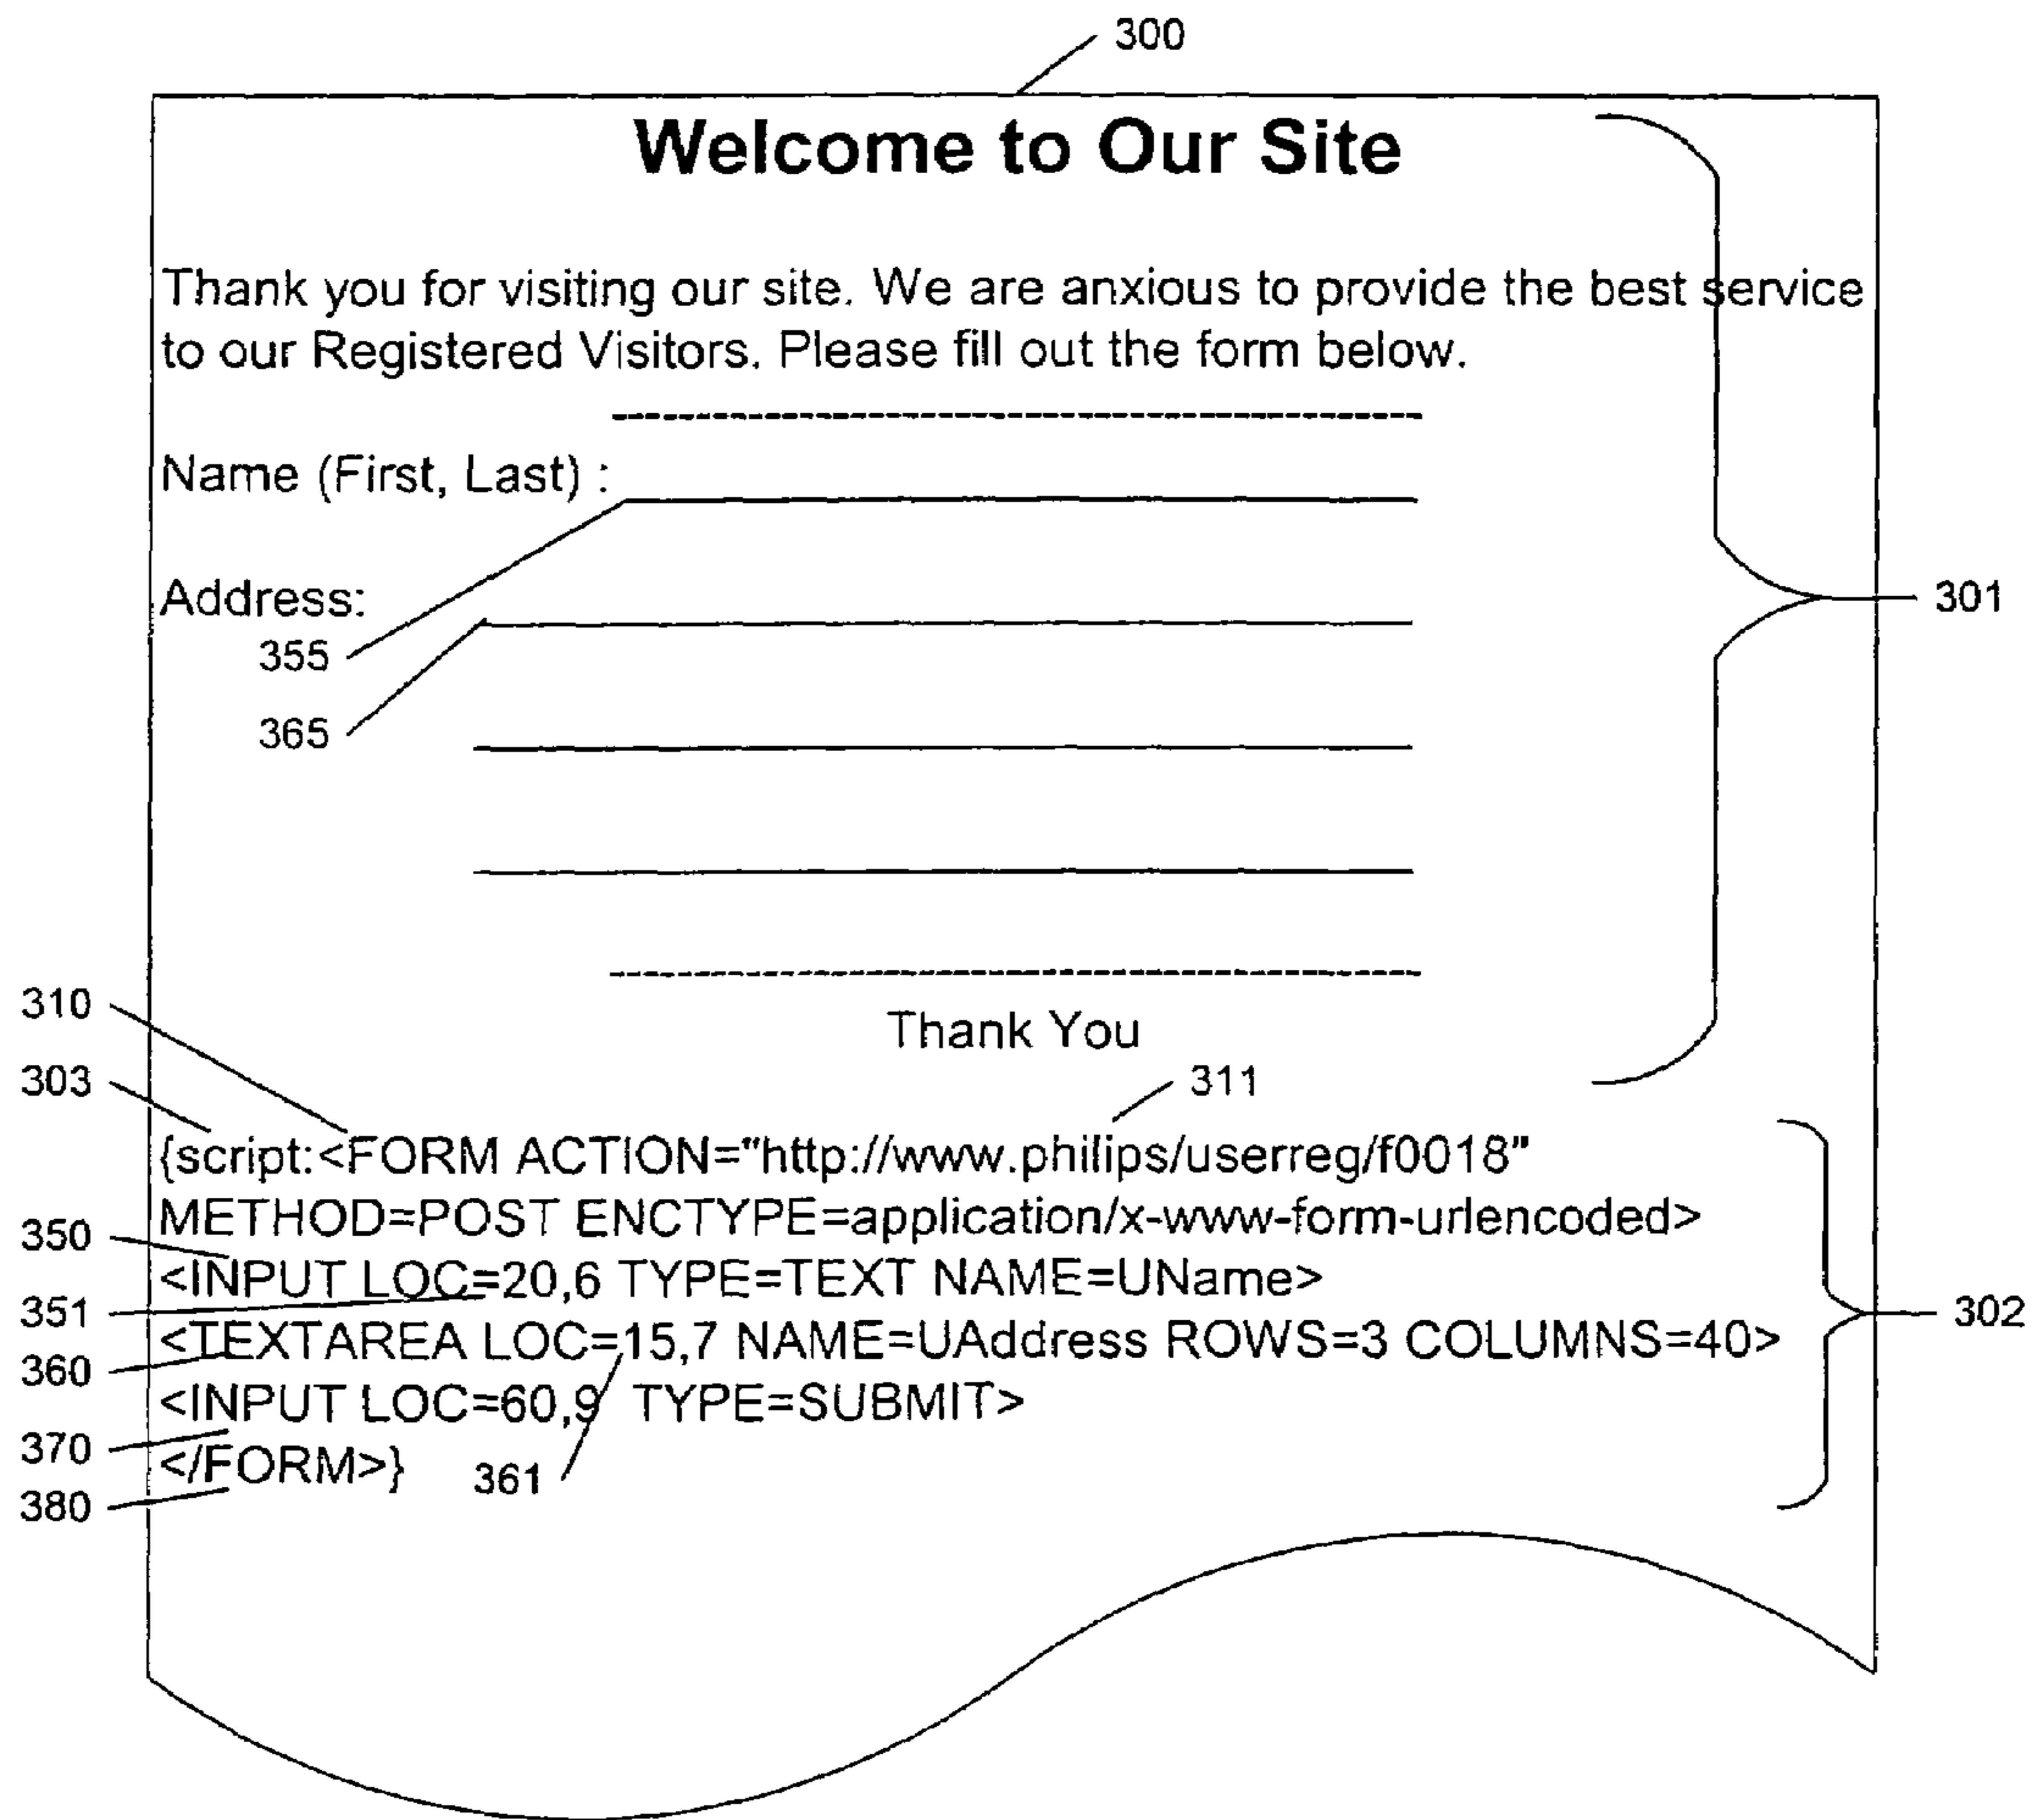 300
Welcome to Our Site
Thank you for visiting our site. We are anxious to provide the best service
to our Registered Visitors. Please fill out the form below.
Name (First, Last) :
Address:
301
355
365
310
Thank You
303
311
{script:<FORM ACTION="http://www.philips/userreg/f0018"
METHOD=POST ENCTYPE=application/x-www-form-urlencoded>
350
<INPUT LOC=20,6 TYPE=TEXT NAME=UName>
351
302
<TEXTAREA LOC=15,7 NAME=UAddress ROWS=3 COLUMNS=40>
360
<INPUT LOC=60,9 TYPE=SUBMIT>
370
</FORM>}
361
380